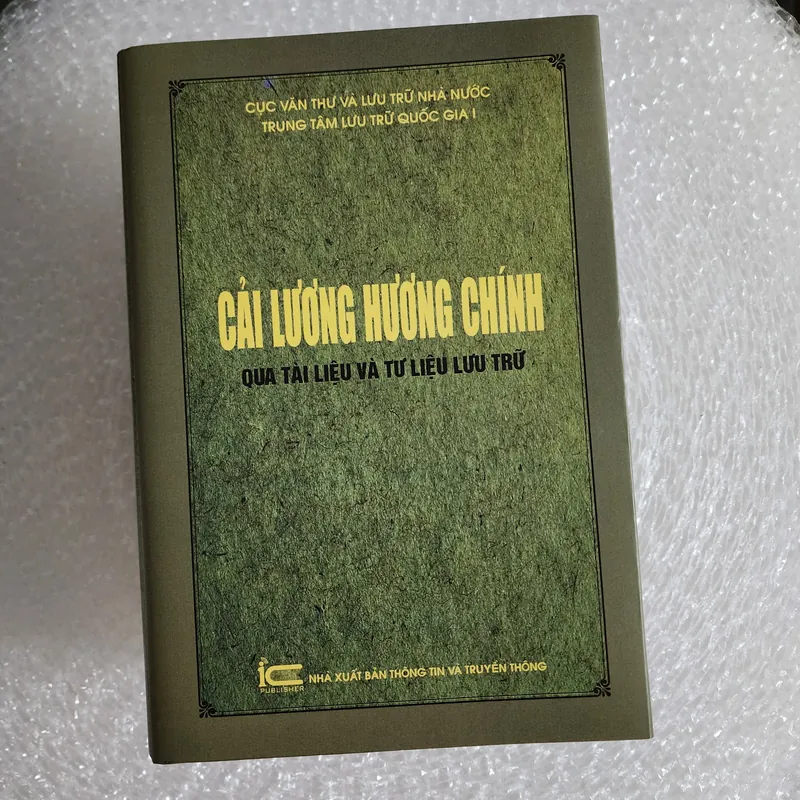 CỤC VĂN THƯ VÀ LƯU TRỮ NHÀ NƯỚC
TRUNG TÂM LƯU TRỮ QUỐC GIA I
CẢI LƯƠNG HƯƠNG CHÍNH
QUA TÀI LIỆU VÀ TƯ LIỆU LƯU TRỮ
ic PUBLISHER NHÀ XUẤT BẢN THÔNG TIN VÀ TRUYỀN THÔNG